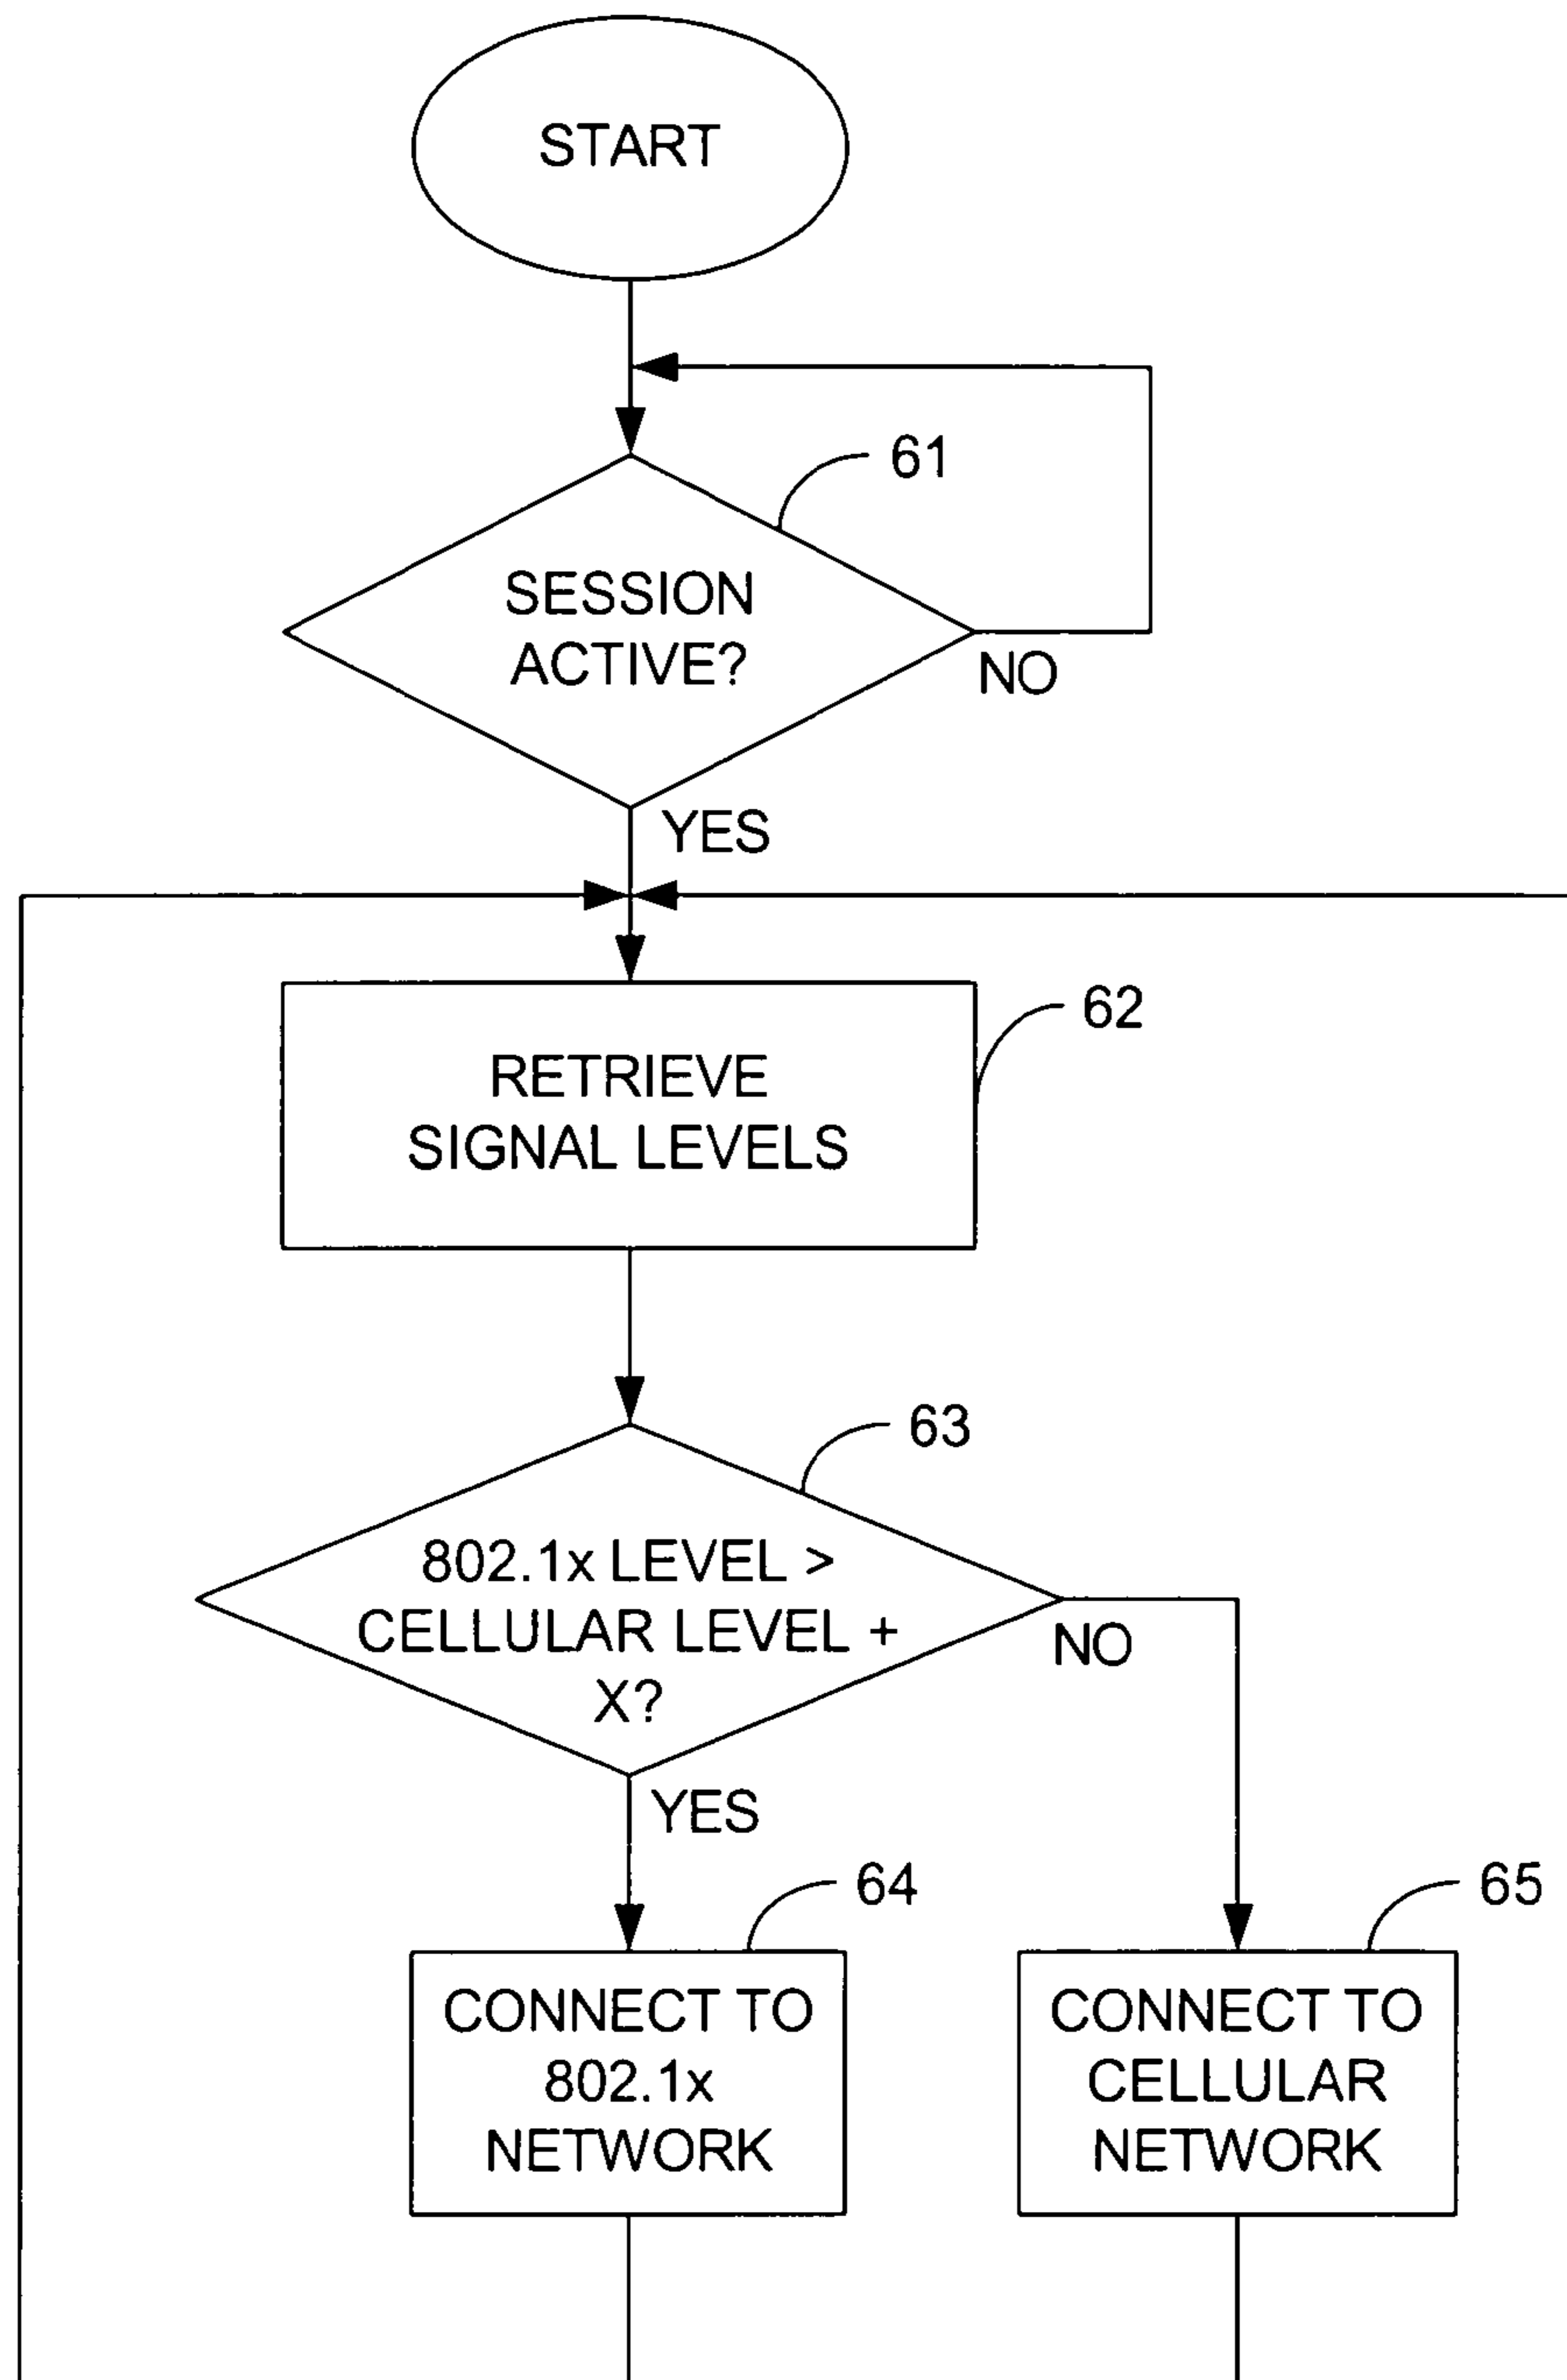 START
61
SESSION
ACTIVE?
NO
YES
62
RETRIEVE
SIGNAL LEVELS
63
802.1x LEVEL >
CELLULAR LEVEL +
X?
NO
YES
64
65
CONNECT TO
802.1x
NETWORK
CONNECT TO
CELLULAR
NETWORK